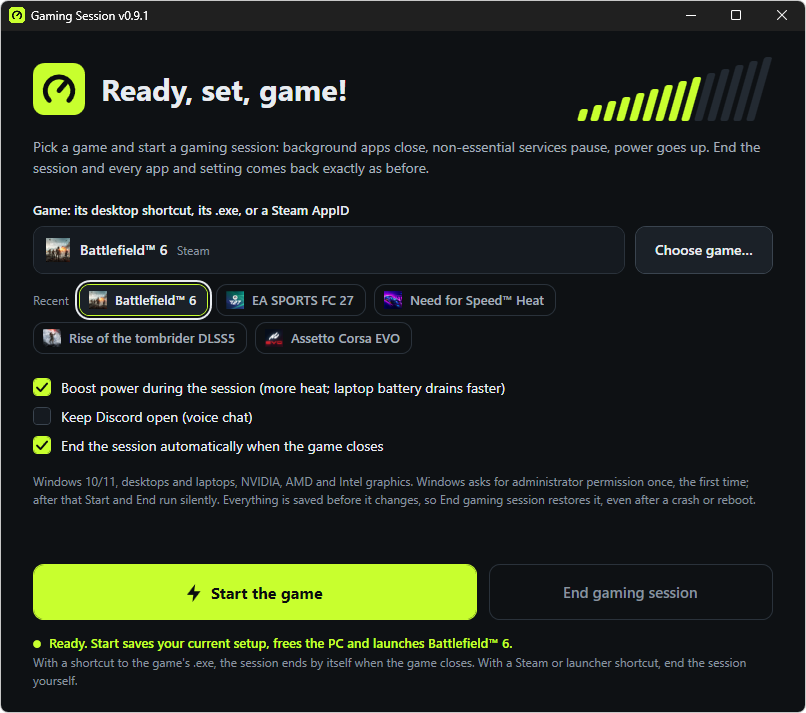 Gaming Session v0.9.1
Ready, set, game!
Pick a game and start a gaming session: background apps close, non-essential services pause, power goes up. End the
session and every app and setting comes back exactly as before.
Game: its desktop shortcut, its .exe, or a Steam AppID
Battlefield™ 6 Steam
Choose game...
Recent
Battlefield™ 6
EA SPORTS FC 27
Need for Speed™ Heat
Rise of the tombrider DLSS5
Assetto Corsa EVO
Boost power during the session (more heat; laptop battery drains faster)
Keep Discord open (voice chat)
End the session automatically when the game closes
Windows 10/11, desktops and laptops, NVIDIA, AMD and Intel graphics. Windows asks for administrator permission once, the first time;
after that Start and End run silently. Everything is saved before it changes, so End gaming session restores it, even after a crash or reboot.
Start the game
End gaming session
Ready. Start saves your current setup, frees the PC and launches Battlefield™ 6.
With a shortcut to the game's .exe, the session ends by itself when the game closes. With a Steam or launcher shortcut, end the session
yourself.